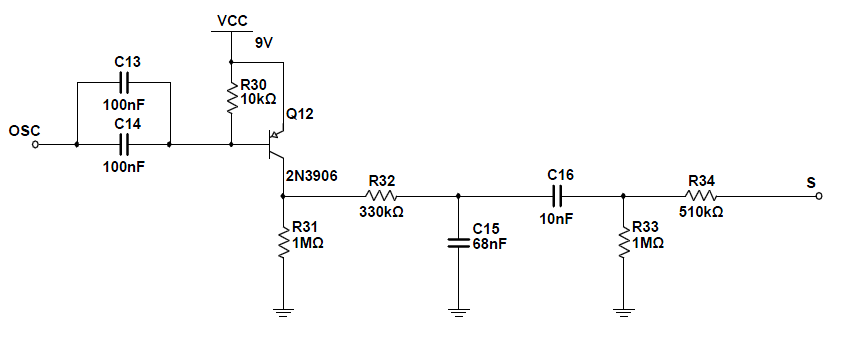 VCC
9V
C13
100nF
R30
10kΩ
Q12
C14
OSC
100nF
2N3906
R32
330kΩ
C16
10nF
R34
510kΩ
S
R31
1MΩ
C15
68nF
R33
1MΩ